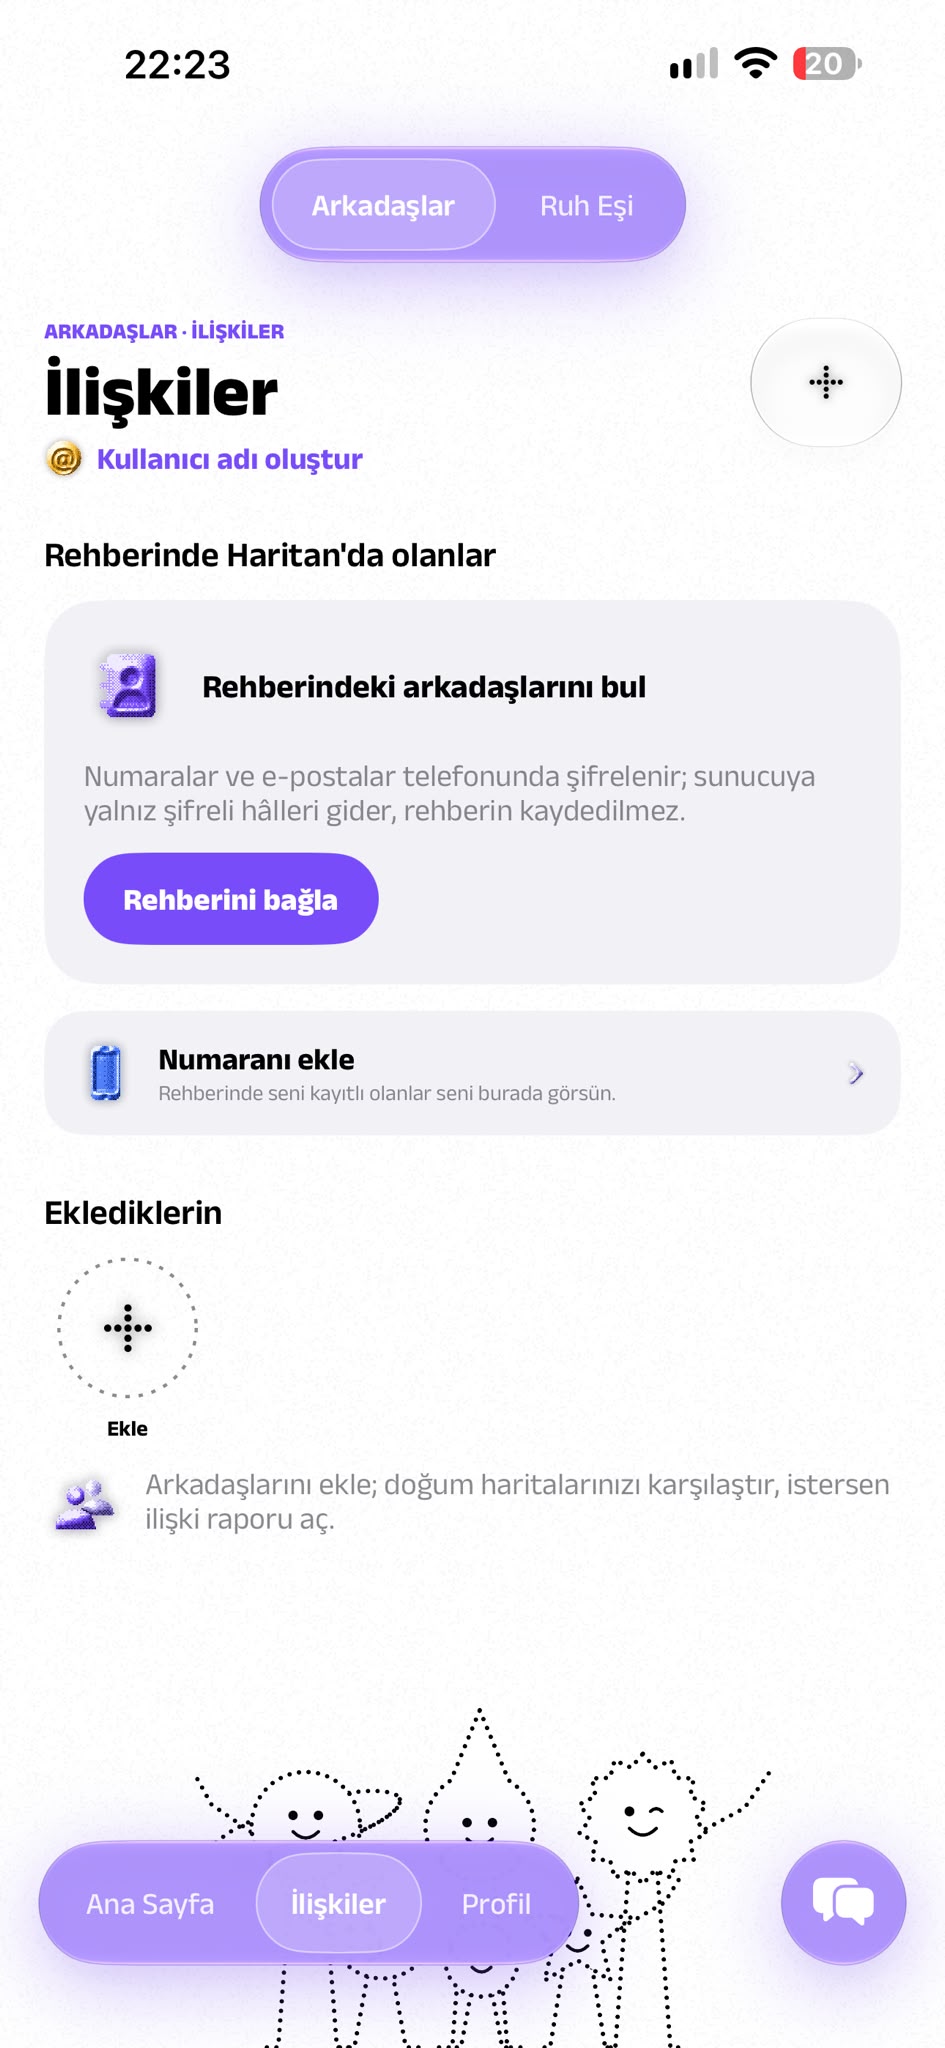 22:23
20
Arkadaşlar
Ruh Eşi
ARKADAŞLAR · İLİŞKİLER
İlişkiler
@ Kullanıcı adı oluştur
Rehberinde Haritan'da olanlar
Rehberindeki arkadaşlarını bul
Numaralar ve e-postalar telefonunda şifrelenir; sunucuya
yalnız şifreli hâlleri gider, rehberin kaydedilmez.
Rehberini bağla
Numaranı ekle
Rehberinde seni kayıtlı olanlar seni burada görsün.
Eklediklerin
Ekle
Arkadaşlarını ekle; doğum haritalarınızı karşılaştır, istersen
ilişki raporu aç.
Ana Sayfa
İlişkiler
Profil